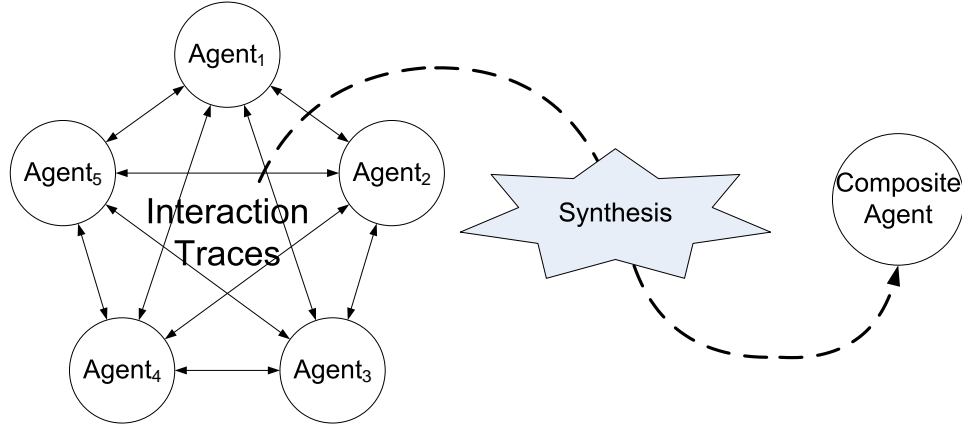 Agent₁
Agent₅
Agent₂
Interaction
Traces
Agent₄
Agent₃
Synthesis
Composite
Agent